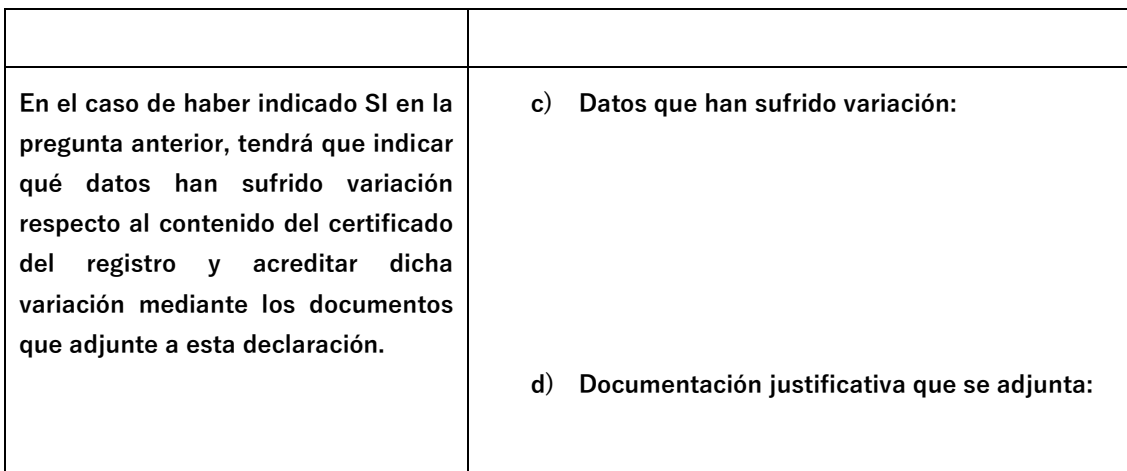 En el caso de haber indicado SI en la
pregunta anterior, tendrá que indicar
qué datos han sufrido variación
respecto al contenido del certificado
del registro y acreditar dicha
variación mediante los documentos
que adjunte a esta declaración.
c) Datos que han sufrido variación:
d) Documentación justificativa que se adjunta: